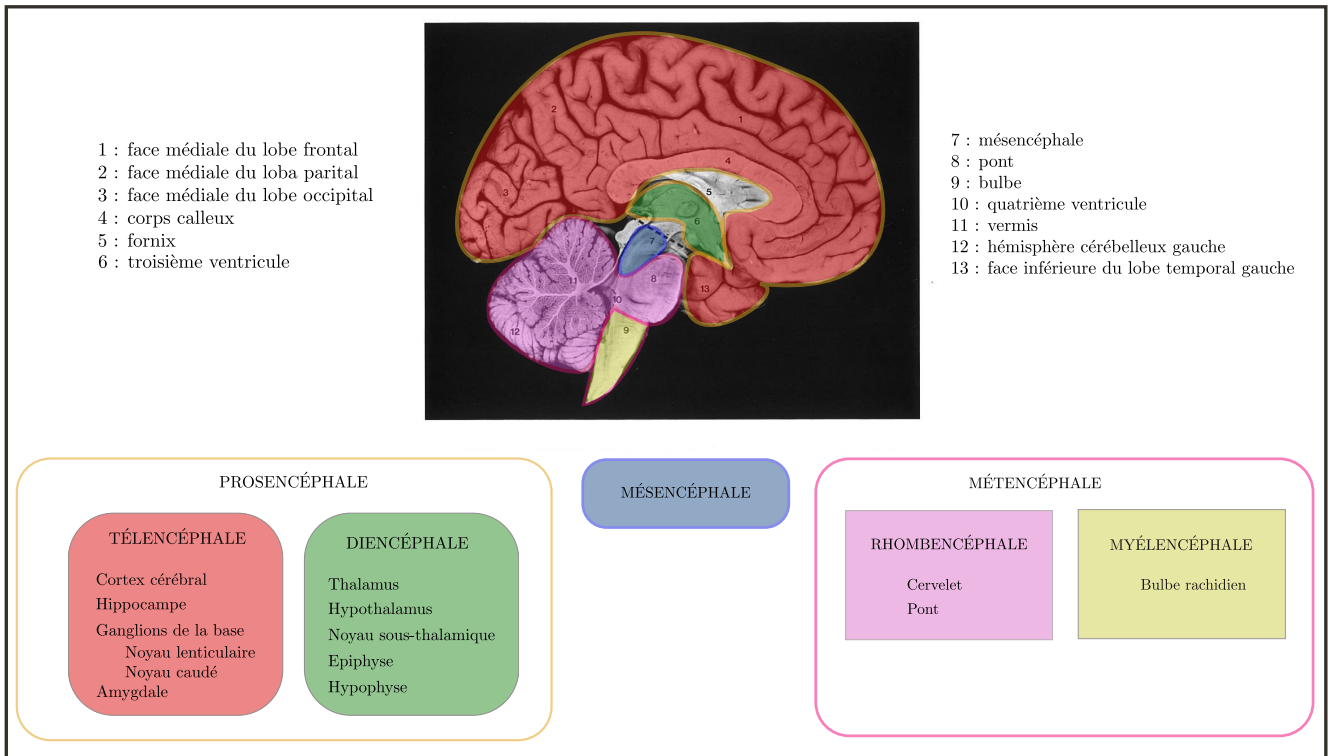 1 : face médiale du lobe frontal
2 : face médiale du loba parital
3 : face médiale du lobe occipital
4 : corps calleux
5 : fornix
6 : troisième ventricule
2
1
3
4
5
6
7
8
11
10
13
12
9
7 : mésencéphale
8 : pont
9 : bulbe
10 : quatrième ventricule
11 : vermis
12 : hémisphère cérébelleux gauche
13 : face inférieure du lobe temporal gauche
PROSENCÉPHALE
TÉLENCÉPHALE
Cortex cérébral
Hippocampe
Ganglions de la base
Noyau lenticulaire
Noyau caudé
Amygdale
DIENCÉPHALE
Thalamus
Hypothalamus
Noyau sous-thalamique
Epiphyse
Hypophyse
MÉSENCÉPHALE
MÉTENCÉPHALE
RHOMBENCÉPHALE
Cervelet
Pont
MYÉLENCÉPHALE
Bulbe rachidien